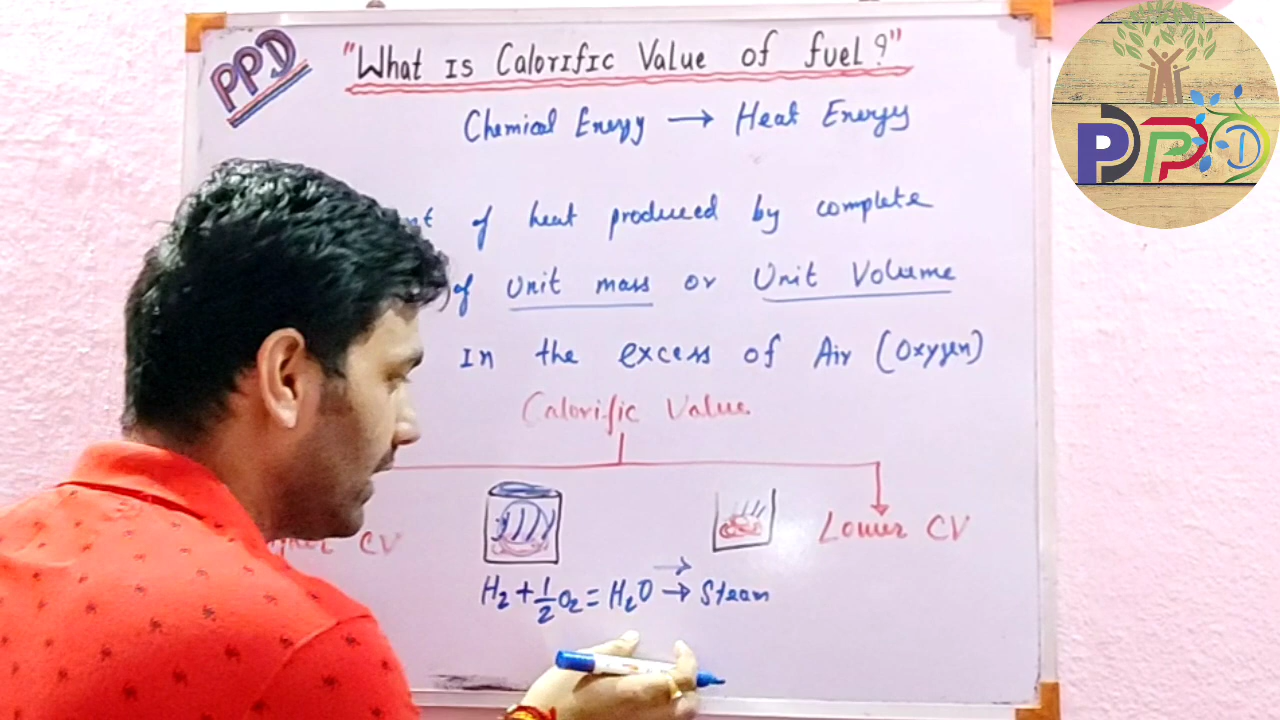 PPD
"What Is Calorific Value of fuel?"
Chemical Energy → Heat Energy
of heat produced by complete
of Unit mass or Unit Volume
In the excess of Air (Oxygen)
Calorific Value
CV
Lower CV
H₂ + 1/2 O₂ = H₂O → Steam
PPD
D